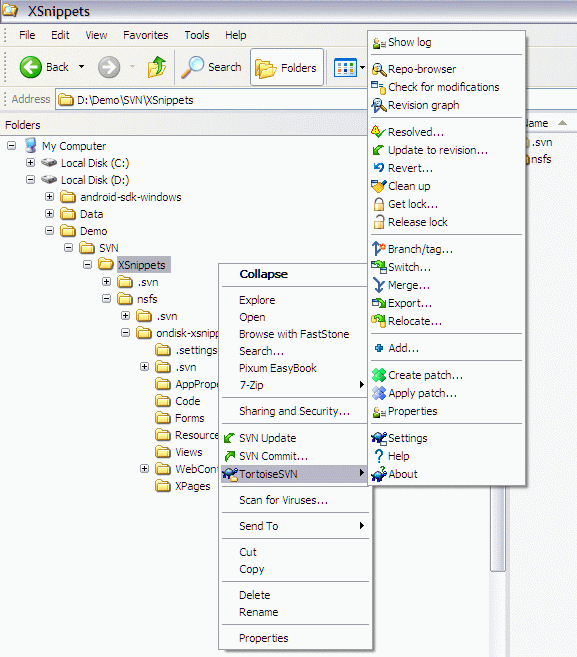 XSnippets
File Edit View Favorites Tools Help
Back Search Folders
Address D:\Demo\SVN\XSnippets
Folders
My Computer
Local Disk (C:)
Local Disk (D:)
android-sdk-windows
Data
Demo
SVN
XSnippets
.svn
nsfs
.svn
ondisk-xsnipp
.settings
.svn
AppPrope
Code
Forms
Resource
Views
WebCont
XPages
Collapse
Explore
Open
Browse with FastStone
Search...
Pixum EasyBook
7-Zip
Sharing and Security...
SVN Update
SVN Commit...
TortoiseSVN
Scan for Viruses...
Send To
Cut
Copy
Delete
Rename
Properties
Show log
Repo-browser
Check for modifications
Revision graph
Resolved...
Update to revision...
Revert...
Clean up
Get lock...
Release lock
Branch/tag...
Switch...
Merge...
Export...
Relocate...
Add...
Create patch...
Apply patch...
Properties
Settings
Help
About
Name
.svn
nsfs